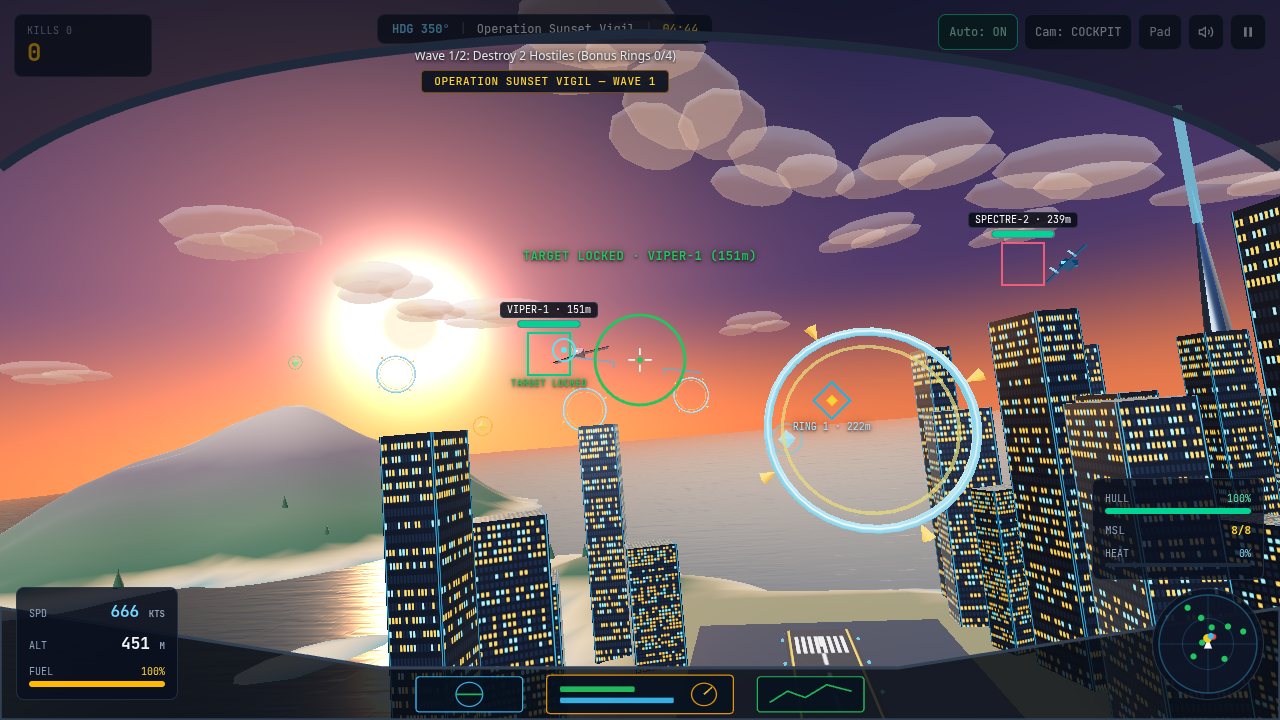 KILLS 0
0
HDG 350° | Operation Sunset Vigil | 04:44
Wave 1/2: Destroy 2 Hostiles (Bonus Rings 0/4)
OPERATION SUNSET VIGIL — WAVE 1
Auto: ON
Cam: COCKPIT
Pad
SPECTRE-2 · 239m
TARGET LOCKED · VIPER-1 (151m)
VIPER-1 · 151m
TARGET LOCKED
RING 1 · 222m
HULL 100%
MSL 8/8
HEAT 0%
SPD 666 KTS
ALT 451 M
FUEL 100%